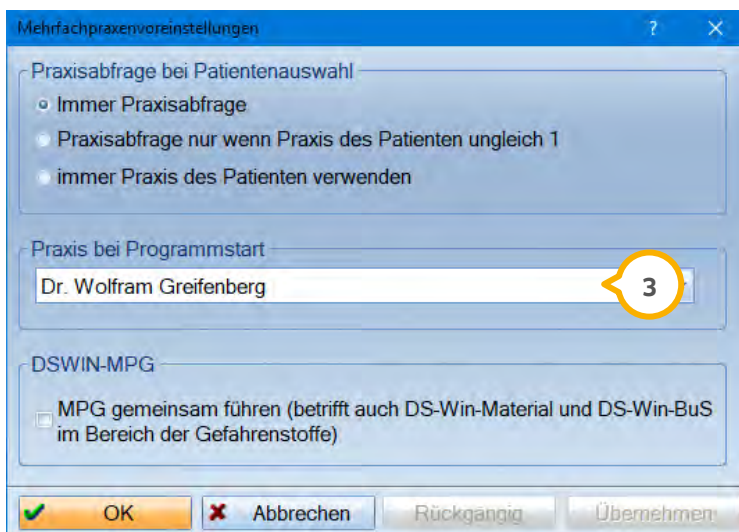 Mehrfachpraxenvoreinstellungen ? ×
Praxisabfrage bei Patientenauswahl
Immer Praxisabfrage
Praxisabfrage nur wenn Praxis des Patienten ungleich 1
immer Praxis des Patienten verwenden
Praxis bei Programmstart
Dr. Wolfram Greifenberg
3
DSWIN-MPG
MPG gemeinsam führen (betrifft auch DS-Win-Material und DS-Win-BuS
im Bereich der Gefahrenstoffe)
OK Abbrechen Rückgängig Übernehmen